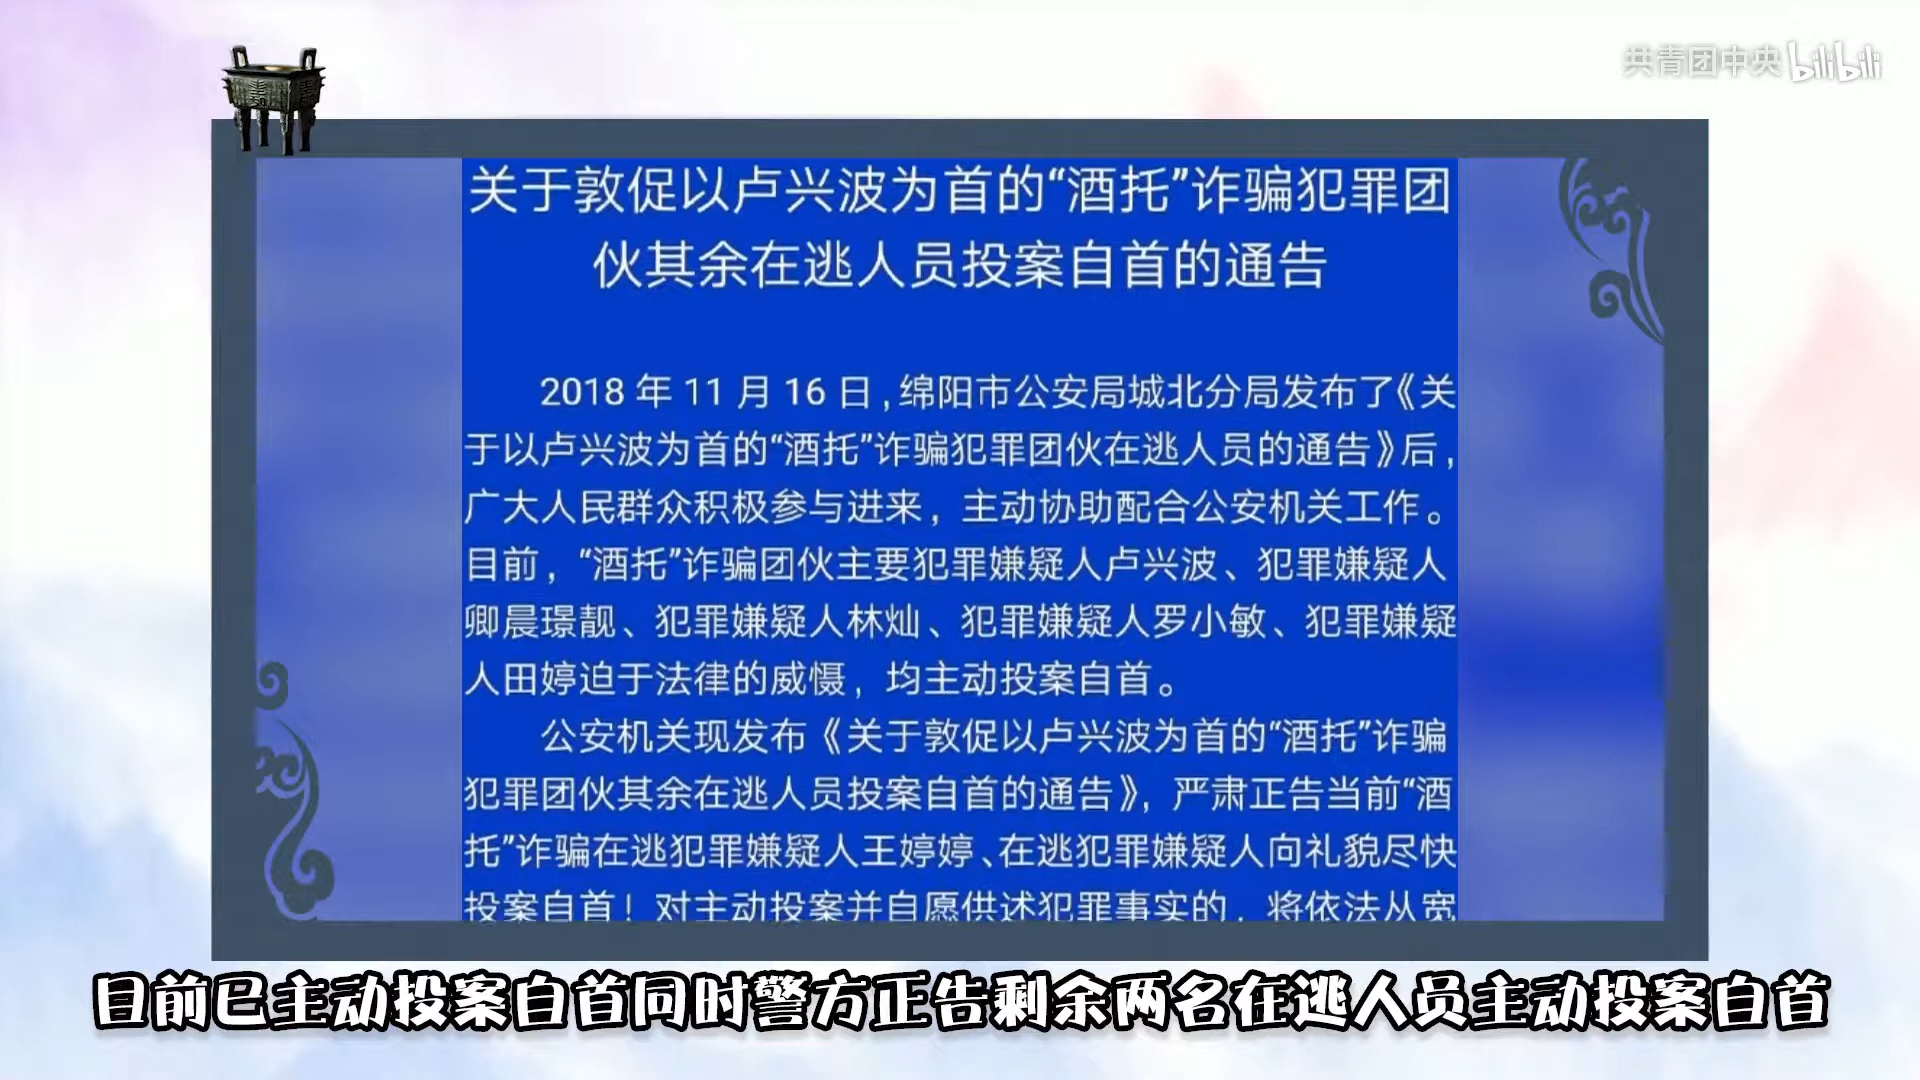 共青团中央 bilibili
关于敦促以卢兴波为首的“酒托”诈骗犯罪团
伙其余在逃人员投案自首的通告
2018 年 11 月 16 日,绵阳市公安局城北分局发布了《关
于以卢兴波为首的“酒托”诈骗犯罪团伙在逃人员的通告》后,
广大人民群众积极参与进来，主动协助配合公安机关工作。
目前，“酒托”诈骗团伙主要犯罪嫌疑人卢兴波、犯罪嫌疑人
卿晨璟靓、犯罪嫌疑人林灿、犯罪嫌疑人罗小敏、犯罪嫌疑
人田婷迫于法律的威慑，均主动投案自首。
公安机关现发布《关于敦促以卢兴波为首的“酒托”诈骗
犯罪团伙其余在逃人员投案自首的通告》，严肃正告当前“酒
托”诈骗在逃犯罪嫌疑人王婷婷、在逃犯罪嫌疑人向礼貌尽快
投案自首！对主动投案并自愿供述犯罪事实的，将依法从宽
目前已主动投案自首同时警方正告剩余两名在逃人员主动投案自首